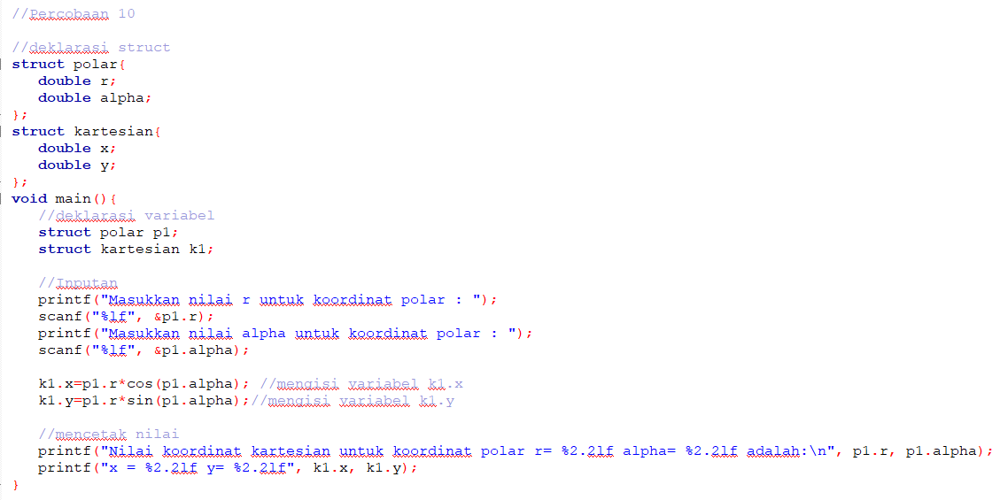 //Percobaan 10
//deklarasi struct
struct polar{
double r;
double alpha;
};
struct kartesian{
double x;
double y;
};
void main(){
//deklarasi variabel
struct polar p1;
struct kartesian k1;
//Inputan
printf("Masukkan nilai r untuk koordinat polar : ");
scanf("%lf", &p1.r);
printf("Masukkan nilai alpha untuk koordinat polar : ");
scanf("%lf", &p1.alpha);
k1.x=p1.r*cos(p1.alpha); //mengisi variabel k1.x
k1.y=p1.r*sin(p1.alpha);//mengisi variabel k1.y
//mencetak nilai
printf("Nilai koordinat kartesian untuk koordinat polar r= %2.2lf alpha= %2.2lf adalah:\n", p1.r, p1.alpha);
printf("x = %2.2lf y= %2.2lf", k1.x, k1.y);
}